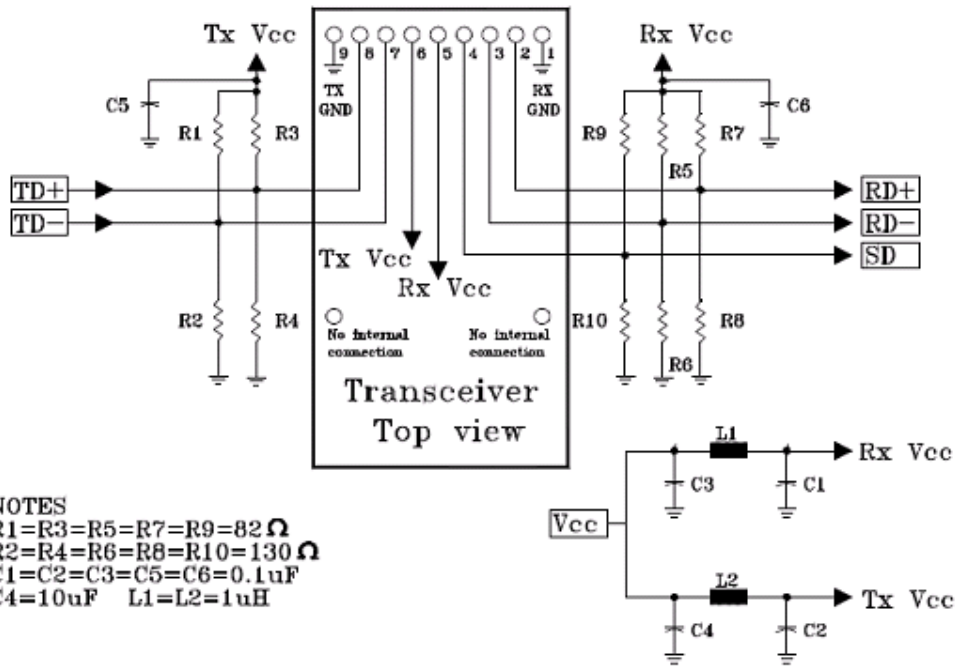 Tx Vcc
9 8 7 6 5 4 3 2 1
Rx Vcc
TX
GND
RX
GND
C5
R1
R3
R9
R7
C6
R5
TD+
RD+
TD-
RD-
SD
Tx Vcc
Rx Vcc
R2
R4
R10
R8
No internal
connection
No internal
connection
R6
Transceiver
Top view
L1
Rx Vcc
C3
C1
Vcc
L2
Tx Vcc
C4
C2
NOTES
R1=R3=R5=R7=R9=82Ω
R2=R4=R6=R8=R10=130Ω
C1=C2=C3=C5=C6=0.1uF
C4=10uF L1=L2=1uH